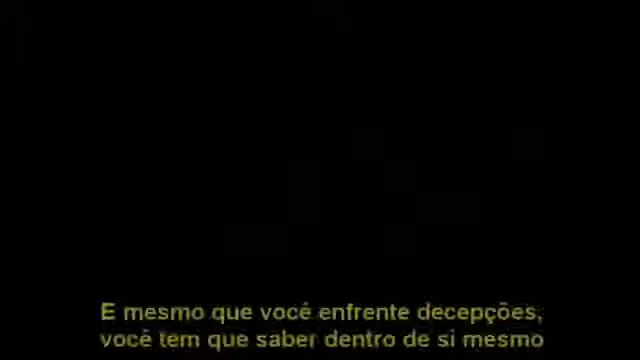 E mesmo que você enfrente decepções,
você tem que saber dentro de si mesmo